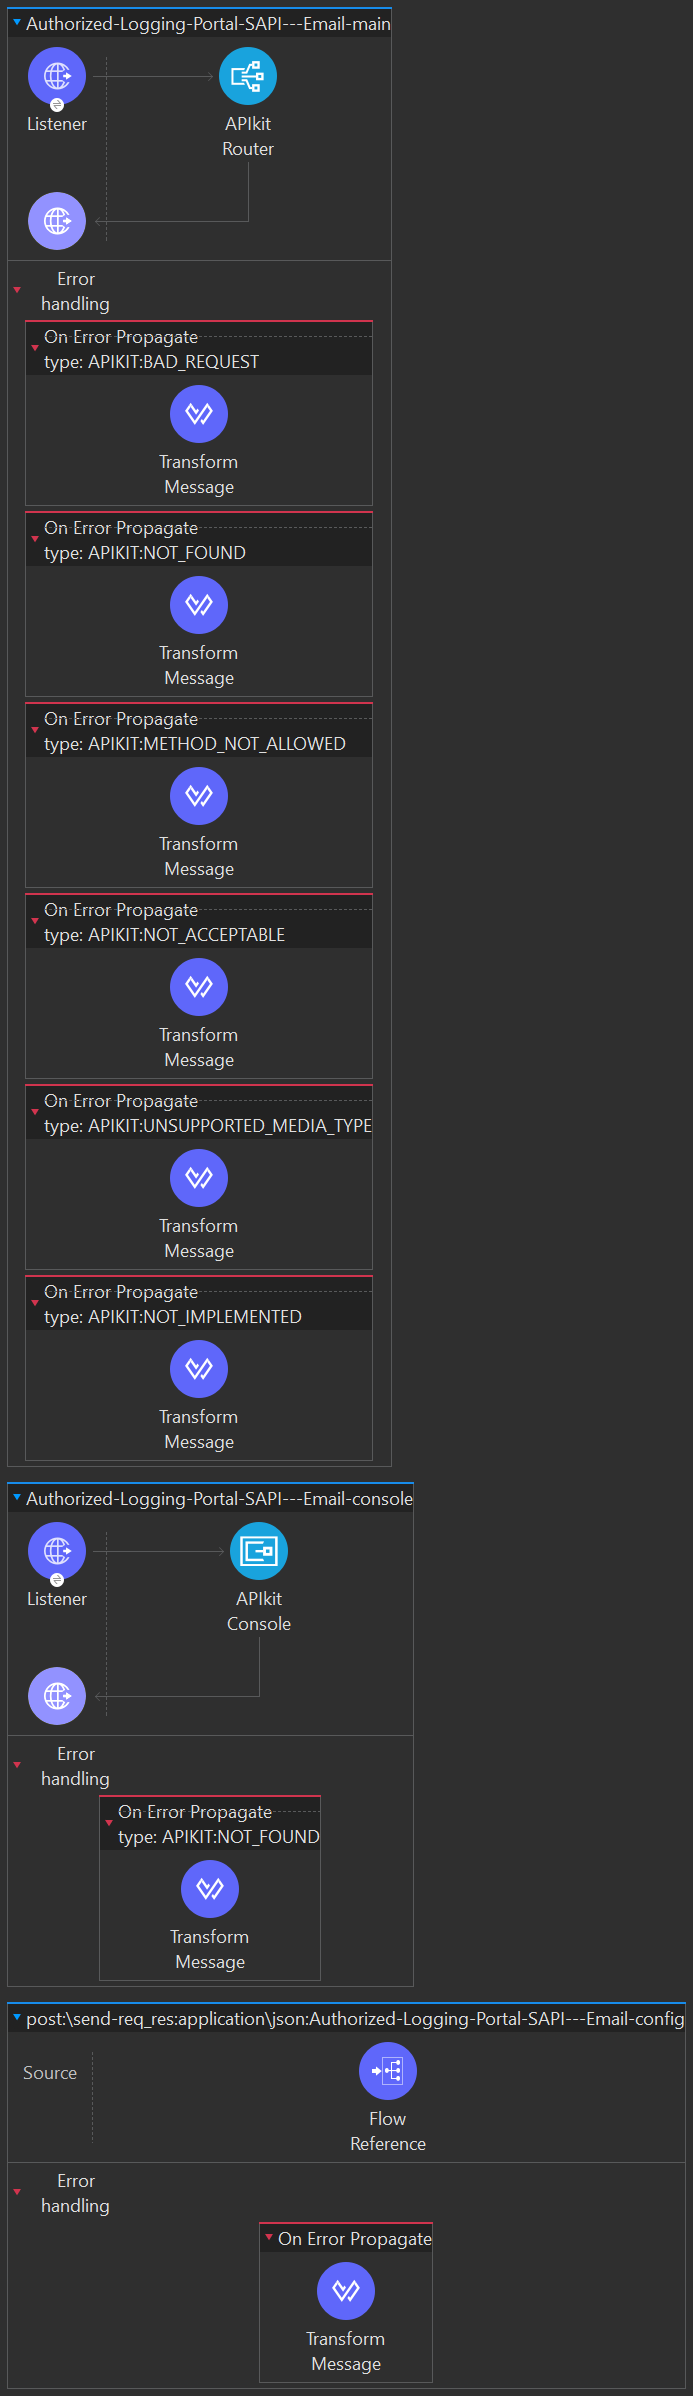 Authorized-Logging-Portal-SAPI---Email-main
Listener
APIkit
Router
Error
handling
On Error Propagate
type: APIKIT:BAD_REQUEST
Transform
Message
On Error Propagate
type: APIKIT:NOT_FOUND
Transform
Message
On Error Propagate
type: APIKIT:METHOD_NOT_ALLOWED
Transform
Message
On Error Propagate
type: APIKIT:NOT_ACCEPTABLE
Transform
Message
On Error Propagate
type: APIKIT:UNSUPPORTED_MEDIA_TYPE
Transform
Message
On Error Propagate
type: APIKIT:NOT_IMPLEMENTED
Transform
Message
Authorized-Logging-Portal-SAPI---Email-console
Listener
APIkit
Console
Error
handling
On Error Propagate
type: APIKIT:NOT_FOUND
Transform
Message
post:\send-req_res:application\json:Authorized-Logging-Portal-SAPI---Email-config
Source
Flow
Reference
Error
handling
On Error Propagate
Transform
Message